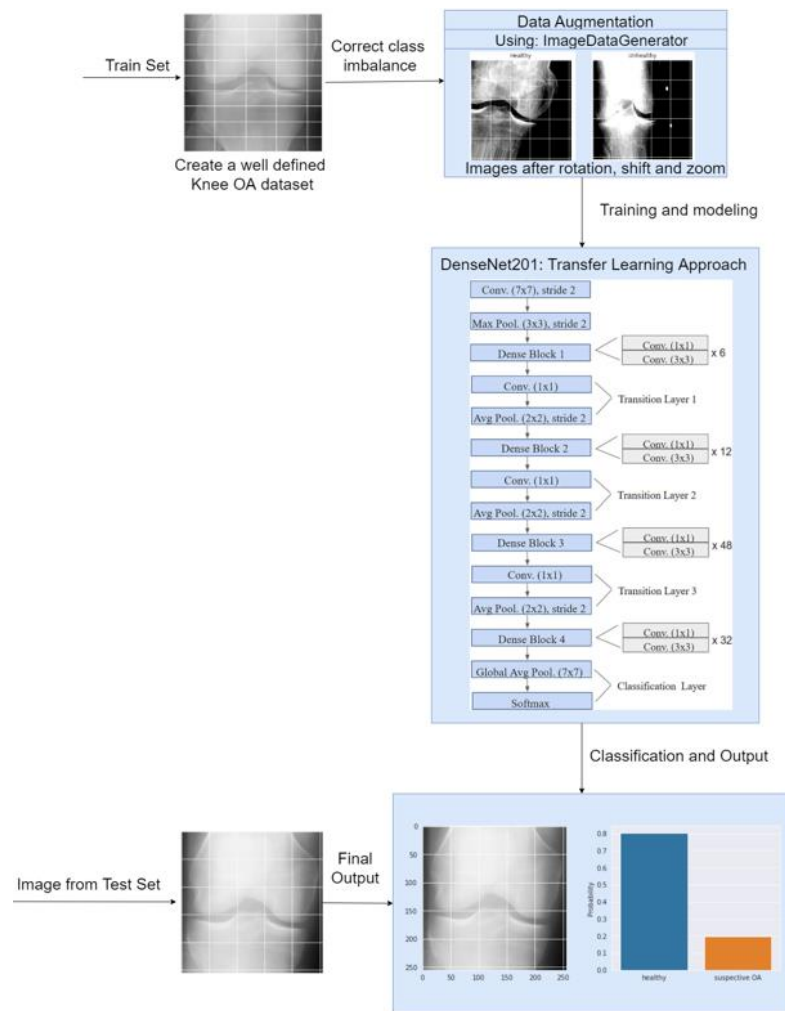 Train Set
Create a well defined
Knee OA dataset
Correct class
imbalance
Data Augmentation
Using: ImageDataGenerator
Healthy
Unhealthy
Images after rotation, shift and zoom
Training and modeling
DenseNet201: Transfer Learning Approach
Conv. (7x7), stride 2
Max Pool. (3x3), stride 2
Dense Block 1
Conv. (1x1)
Conv. (3x3)
x 6
Conv. (1x1)
Avg Pool. (2x2), stride 2
Transition Layer 1
Dense Block 2
Conv. (1x1)
Conv. (3x3)
x 12
Conv. (1x1)
Avg Pool. (2x2), stride 2
Transition Layer 2
Dense Block 3
Conv. (1x1)
Conv. (3x3)
x 48
Conv. (1x1)
Avg Pool. (2x2), stride 2
Transition Layer 3
Dense Block 4
Conv. (1x1)
Conv. (3x3)
x 32
Global Avg Pool. (7x7)
Softmax
Classification Layer
Classification and Output
Image from Test Set
Final
Output
0
50
100
150
200
250
0 50 100 150 200 250
Probability
0.8
0.7
0.6
0.5
0.4
0.3
0.2
0.1
0.0
healthy
suspective OA